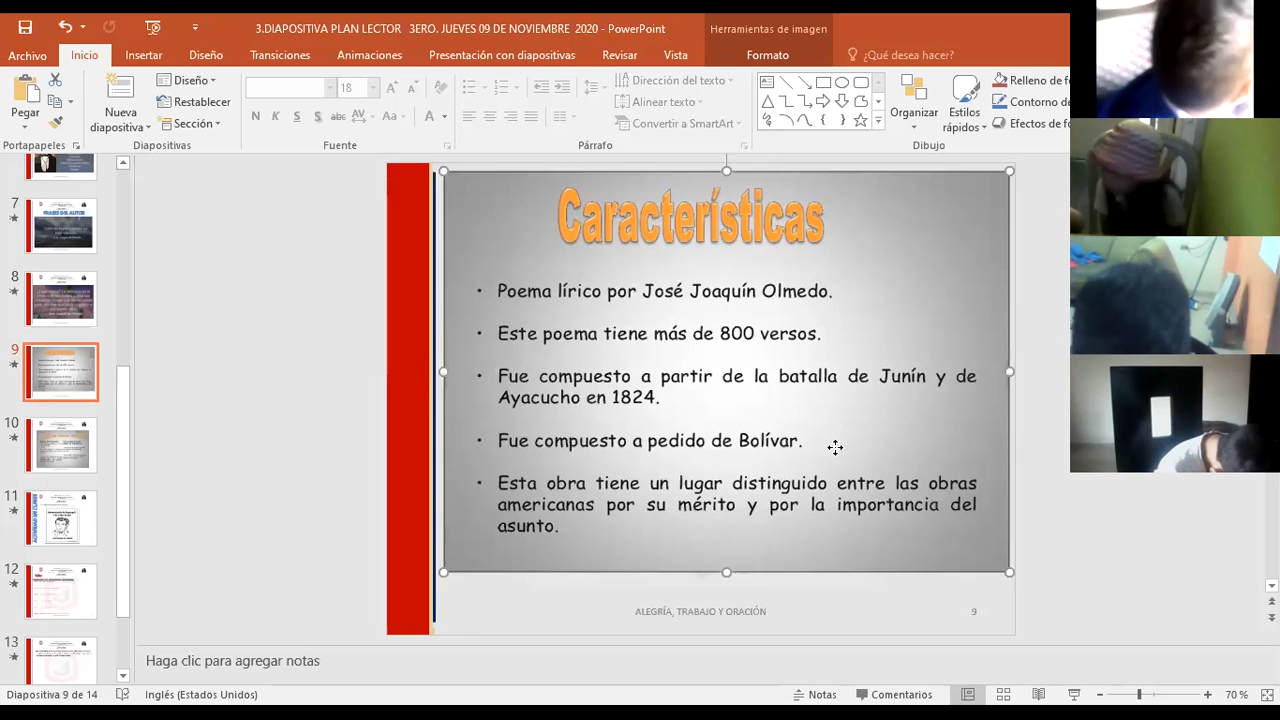 3.DIAPOSITIVA PLAN LECTOR 3ERO. JUEVES 09 DE NOVIEMBRE 2020 - PowerPoint
Herramientas de imagen
Archivo Inicio Insertar Diseño Transiciones Animaciones Presentación con diapositivas Revisar Vista Formato ¿Qué desea hacer?
Pegar
Nueva diapositiva
Diseño
Restablecer
Sección
18
N K S S abc AV Aa A
Dirección del texto
Alinear texto
Convertir a SmartArt
Organizar
Estilos rápidos
Relleno de
Contorno de
Efectos de
Portapapeles Diapositivas Fuente Párrafo Dibujo
7
8
9
10
11
12
13
Características
• Poema lírico por José Joaquín Olmedo.
• Este poema tiene más de 800 versos.
• Fue compuesto a partir de la batalla de Junín y de
Ayacucho en 1824.
• Fue compuesto a pedido de Bolívar.
• Esta obra tiene un lugar distinguido entre las obras
americanas por su mérito y por la importancia del
asunto.
ALEGRÍA, TRABAJO Y ORACIÓN 9
Haga clic para agregar notas
Diapositiva 9 de 14 Inglés (Estados Unidos) Notas Comentarios 70 %